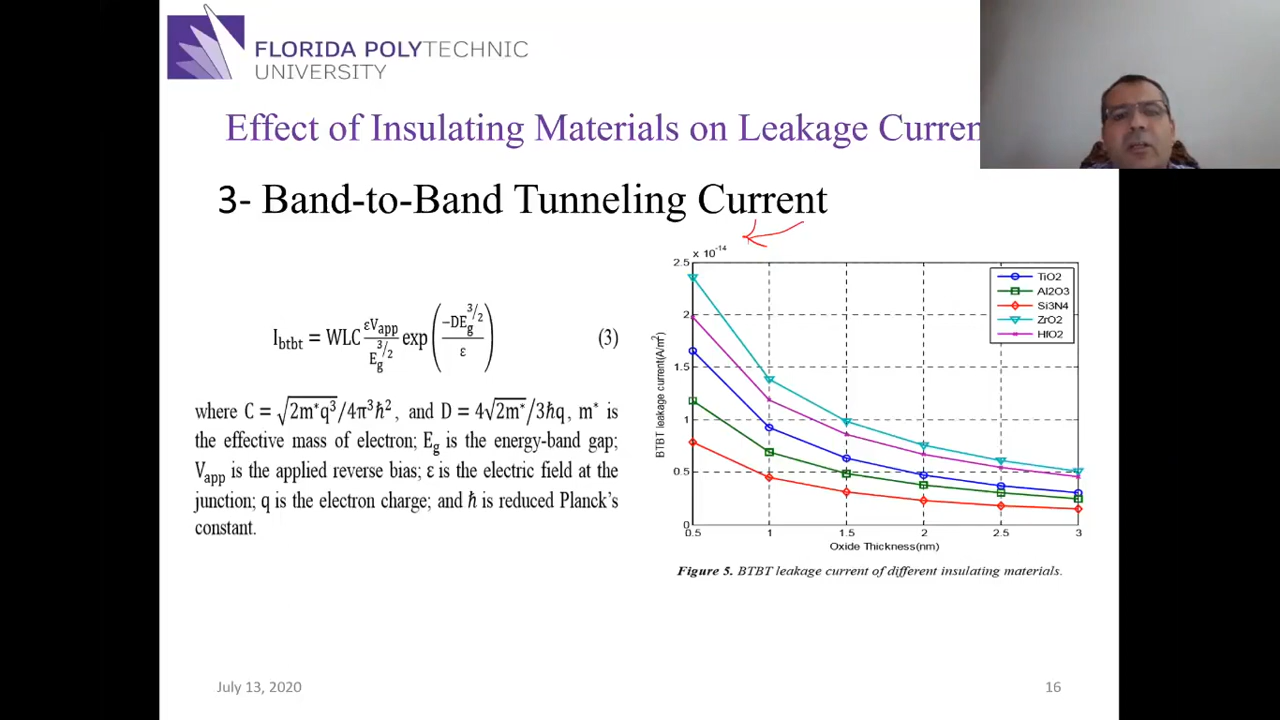 FLORIDA POLYTECHNIC
UNIVERSITY
Effect of Insulating Materials on Leakage Curren
3- Band-to-Band Tunneling Current
I_btbt = WLC εV_app/E_g^3/2 exp(−DE_g^3/2/ε) (3)
where C = √2m*q³/4π³ℏ², and D = 4√2m*/3ℏq, m* is
the effective mass of electron; E_g is the energy-band gap;
V_app is the applied reverse bias; ε is the electric field at the
junction; q is the electron charge; and ℏ is reduced Planck's
constant.
x 10^-14
2.5
2
1.5
1
0.5
0
BTBT leakage current(A/m²)
TiO2
Al2O3
Si3N4
ZrO2
HfO2
0.5 1 1.5 2 2.5 3
Oxide Thickness(nm)
Figure 5. BTBT leakage current of different insulating materials.
July 13, 2020
16